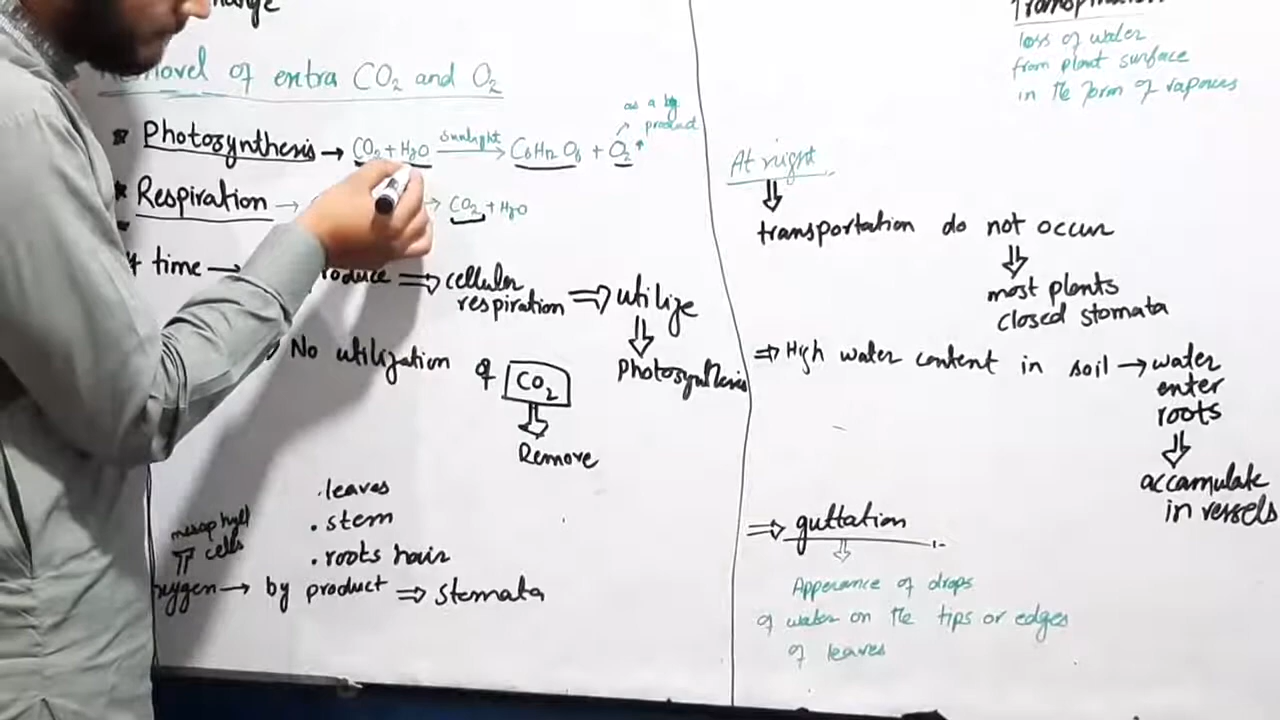 Removel of extra CO2 and O2
as a by
product
* Photosynthesis → CO2 + H2O sunlight → C6H12O6 + O2 ↑
* Respiration → → CO2 + H2O
time → ⇒ cellular
respiration ⇒ utilize
⇓
Photosynthesis
No utilization of CO2
⇓
Remove
.leaves
. stem
. roots hair
mesophyll
cells
by product ⇒ stomata
loss of water
from plant surface
in the form of vapours
At night
⇓
transportation do not occur
⇓
most plants
closed stomata
⇒ High water content in soil → water
enter
roots
⇓
accumulate
in vessels
⇒ guttation
⇓
Apperance of drops
of water on the tips or edges
of leaves